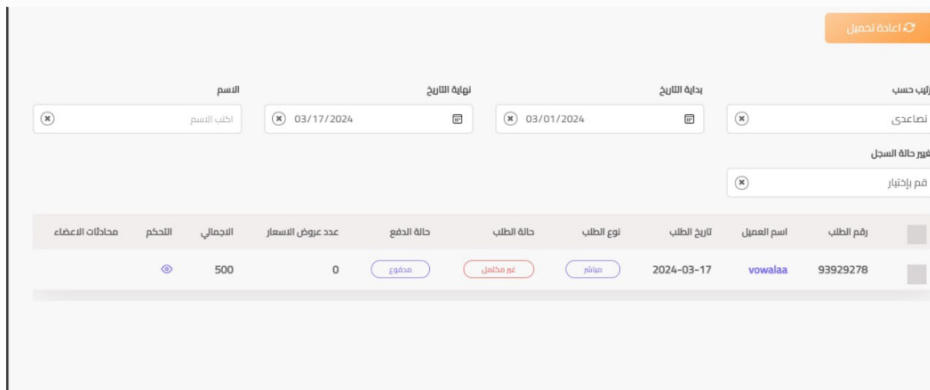 اعادة تحميل
رتيب حسب
بداية التاريخ
نهاية التاريخ
الاسم
تصاعدى
03/01/2024
03/17/2024
اكتب الاسم
غيير حالة السجل
قم بإختيار
رقم الطلب اسم العميل تاريخ الطلب نوع الطلب حالة الطلب حالة الدفع عدد عروض الاسعار الاجمالي التحكم محادثات الاعضاء
93929278 vowalaa 2024-03-17 مباشر غير مكتمل مدفوع 0 500